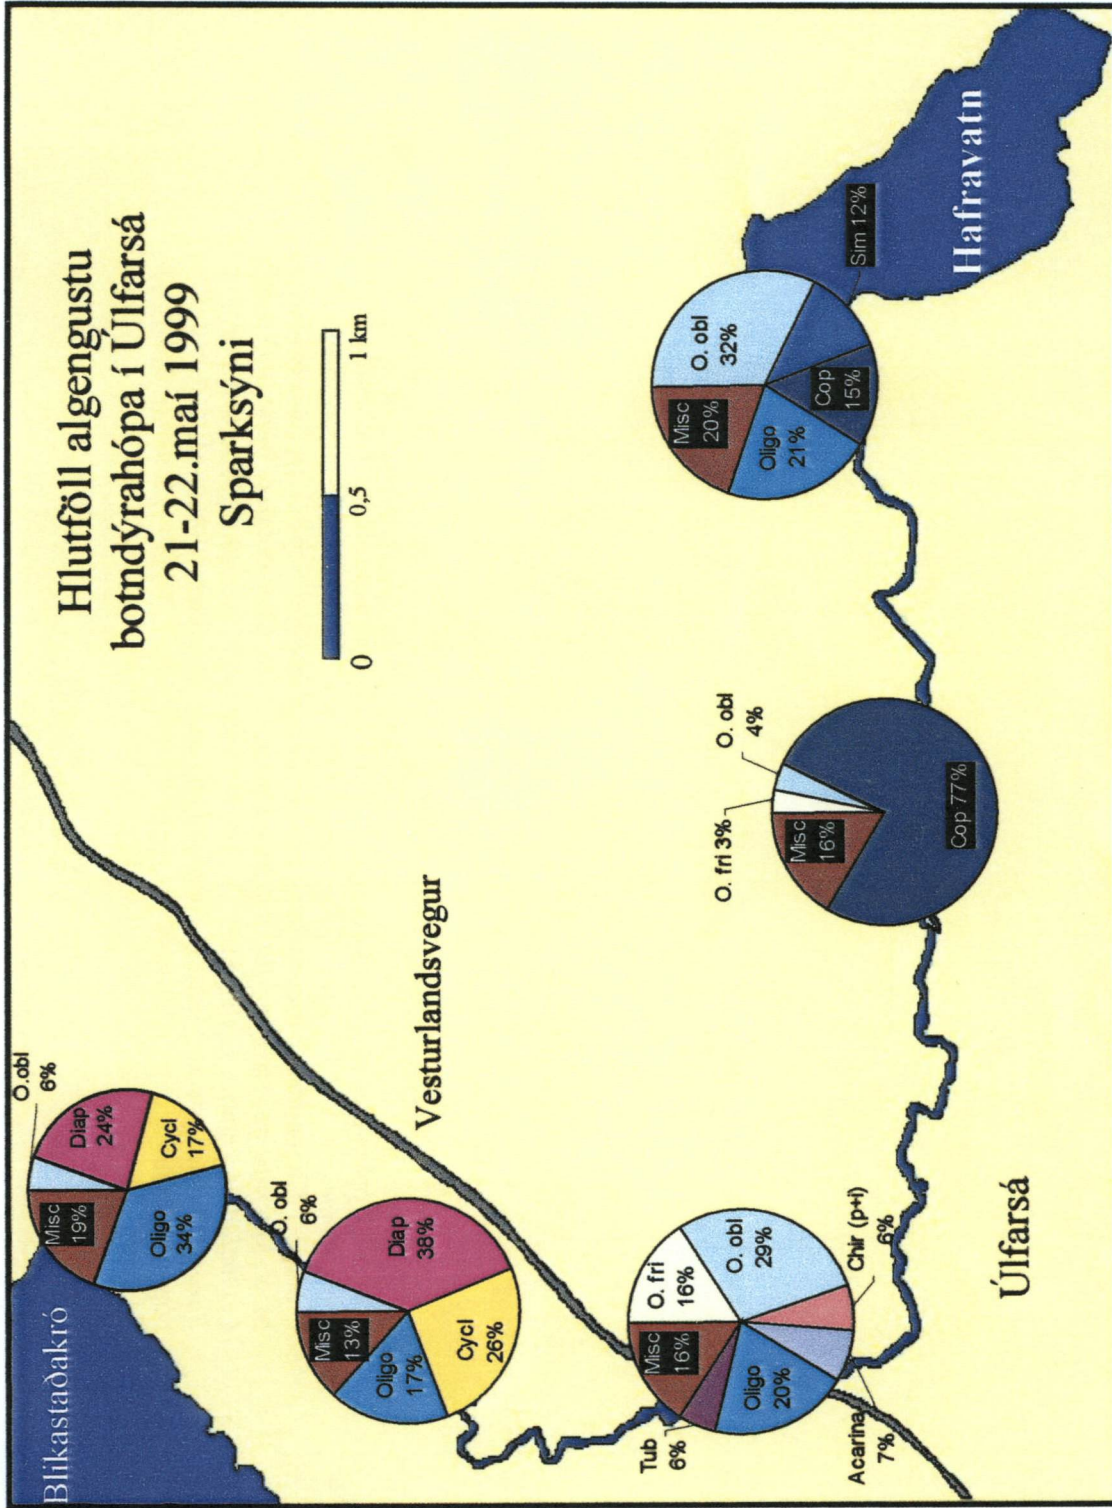 Hlutföll algengustu
botndýrahópa í Úlfarsá
21-22.maí 1999
Sparksýni
0
0,5
1 km
Blikastaðakró
Vesturlandsvegur
Úlfarsá
Hafravatn
O.obl
6%
Diap
24%
Cycl
17%
Oligo
34%
Misc
19%
O. obl
6%
Diap
38%
Cycl
26%
Oligo
17%
Misc
13%
O. fri
16%
O. obl
29%
Chir (p+i)
6%
Acarina
7%
Oligo
20%
Tub
6%
Misc
16%
O. fri 3%
O. obl
4%
Cop 77%
Misc
16%
O. obl
32%
Sim 12%
Cop
15%
Oligo
21%
Misc
20%